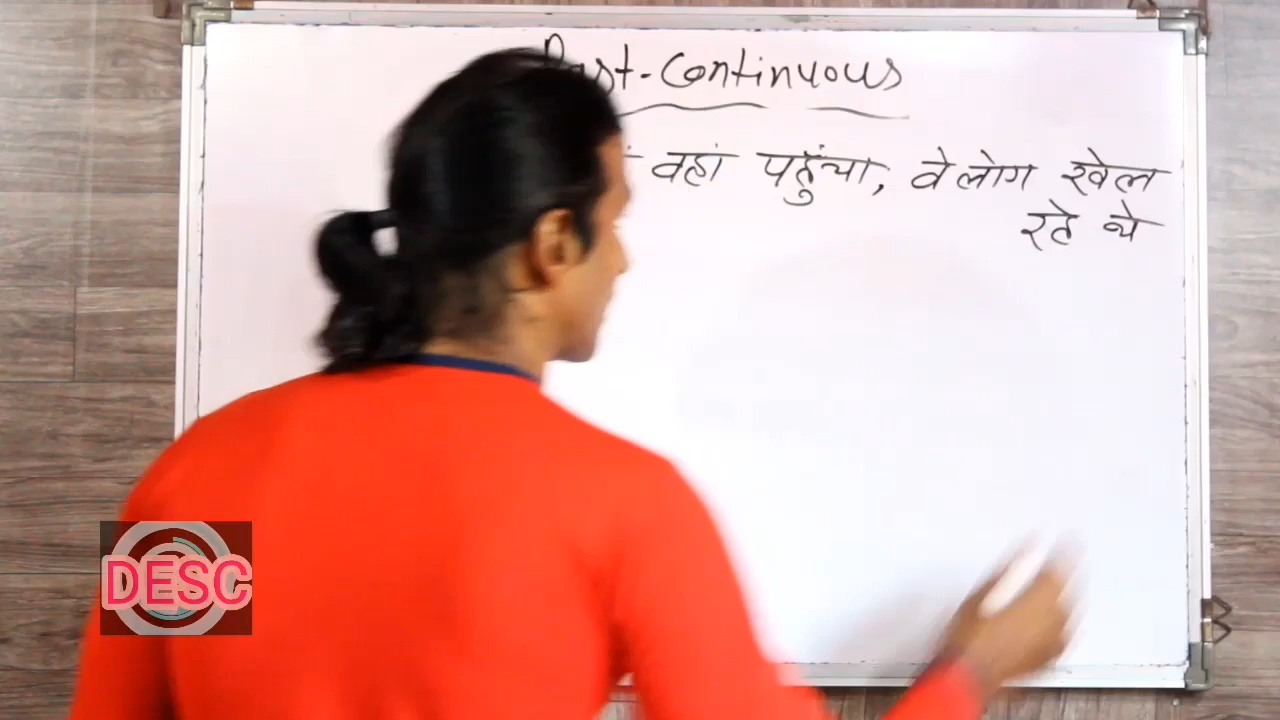 Past-Continuous
वहां पहुंचा, वे लोग खेल
रहे थे
DESC